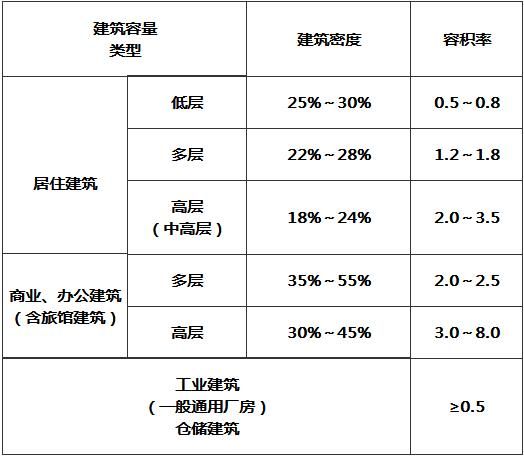 建筑容量
类型
建筑密度
容积率
居住建筑
低层
25%～30%
0.5～0.8
多层
22%～28%
1.2～1.8
高层
（中高层）
18%～24%
2.0～3.5
商业、办公建筑
（含旅馆建筑）
多层
35%～55%
2.0～2.5
高层
30%～45%
3.0～8.0
工业建筑
（一般通用厂房）
仓储建筑
≥0.5